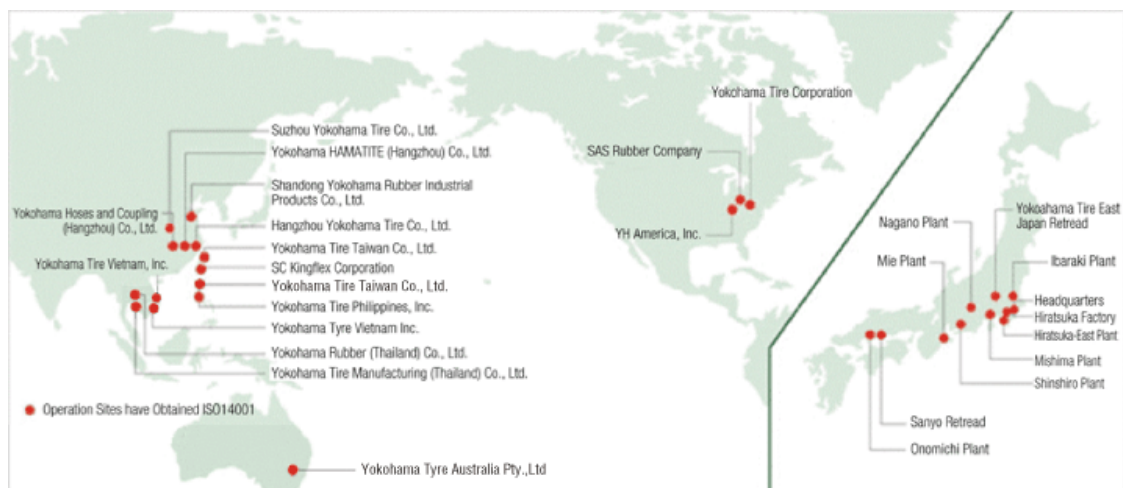 Suzhou Yokohama Tire Co., Ltd.
Yokohama HAMATITE (Hangzhou) Co., Ltd.
Shandong Yokohama Rubber Industrial
Products Co., Ltd.
Yokohama Hoses and Coupling
(Hangzhou) Co., Ltd.
Hangzhou Yokohama Tire Co., Ltd.
Yokohama Tire Taiwan Co., Ltd.
Yokohama Tire Vietnam, Inc.
SC Kingflex Corporation
Yokohama Tire Taiwan Co., Ltd.
Yokohama Tire Philippines, Inc.
Yokohama Tyre Vietnam Inc.
Yokohama Rubber (Thailand) Co., Ltd.
Yokohama Tire Manufacturing (Thailand) Co., Ltd.
Operation Sites have Obtained ISO14001
Yokohama Tyre Australia Pty.,Ltd
Yokohama Tire Corporation
SAS Rubber Company
YH America, Inc.
Nagano Plant
Yokoahama Tire East
Japan Retread
Mie Plant
Ibaraki Plant
Headquarters
Hiratsuka Factory
Hiratsuka-East Plant
Mishima Plant
Shinshiro Plant
Sanyo Retread
Onomichi Plant